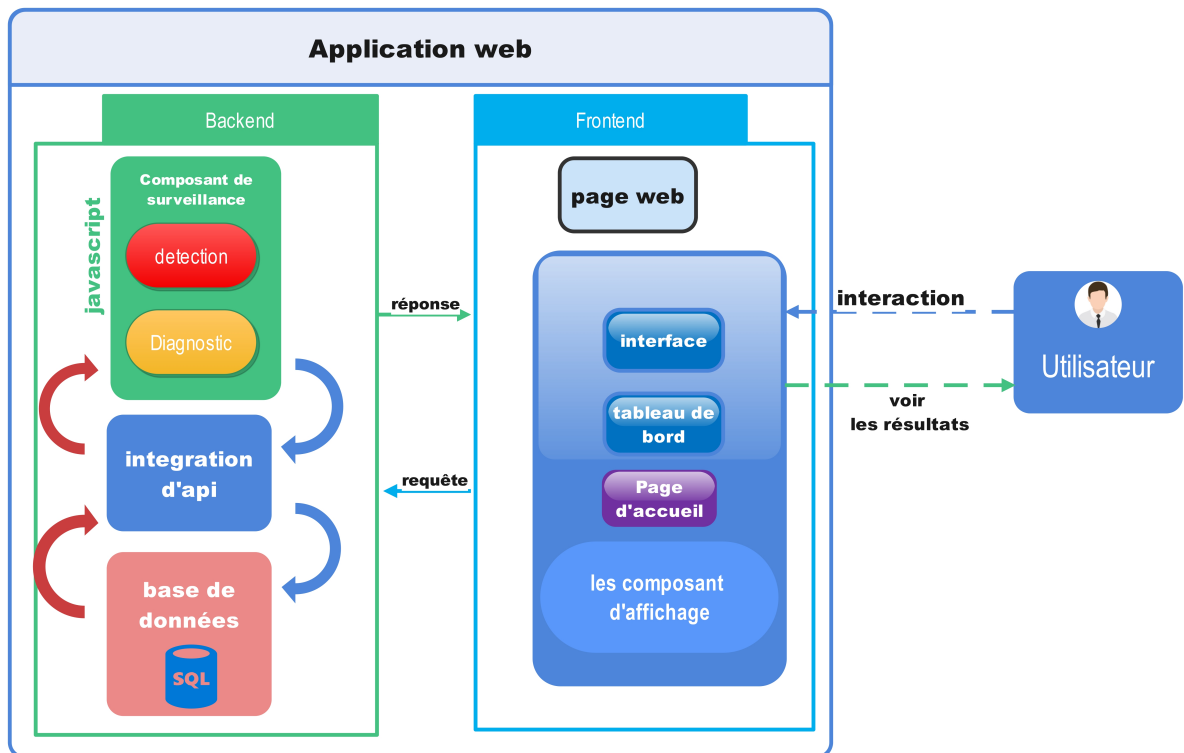 Application web
Backend
Frontend
javascript
Composant de
surveillance
detection
Diagnostic
integration
d'api
base de
données
SQL
réponse
requête
page web
interface
tableau de
bord
Page
d'accueil
les composant
d'affichage
interaction
voir
les résultats
Utilisateur